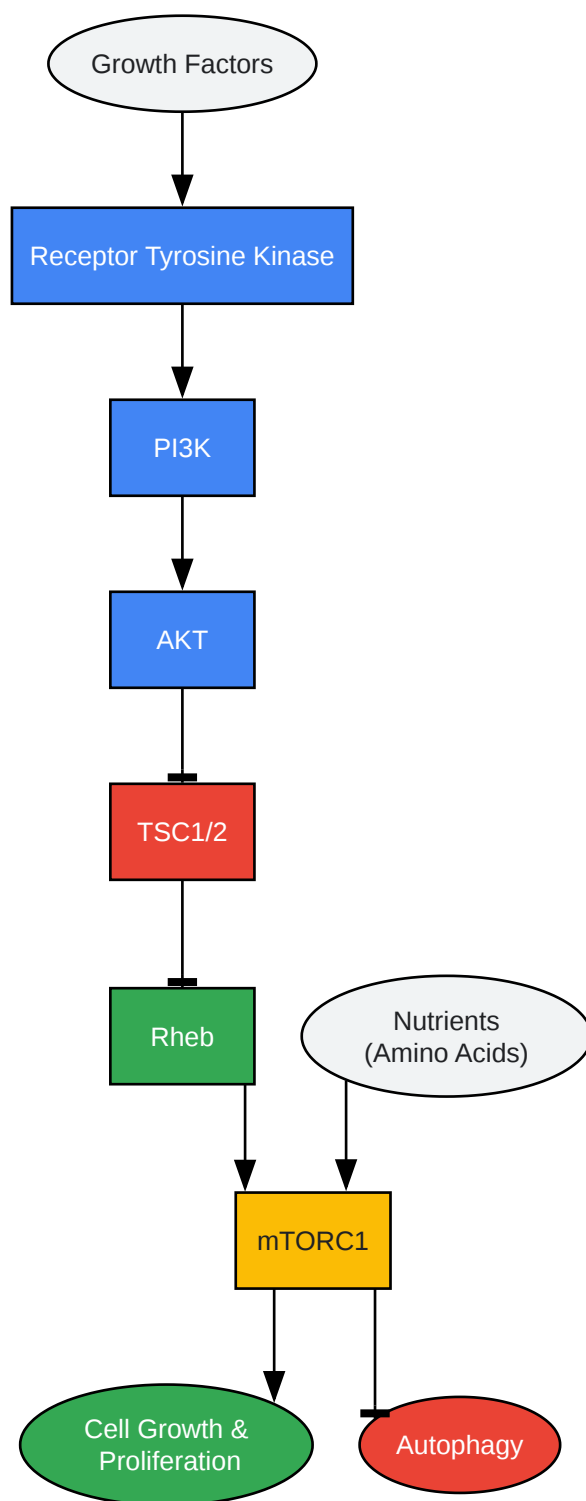 Growth Factors
Receptor Tyrosine Kinase
PI3K
AKT
TSC1/2
Rheb
Nutrients
(Amino Acids)
mTORC1
Cell Growth &
Proliferation
Autophagy